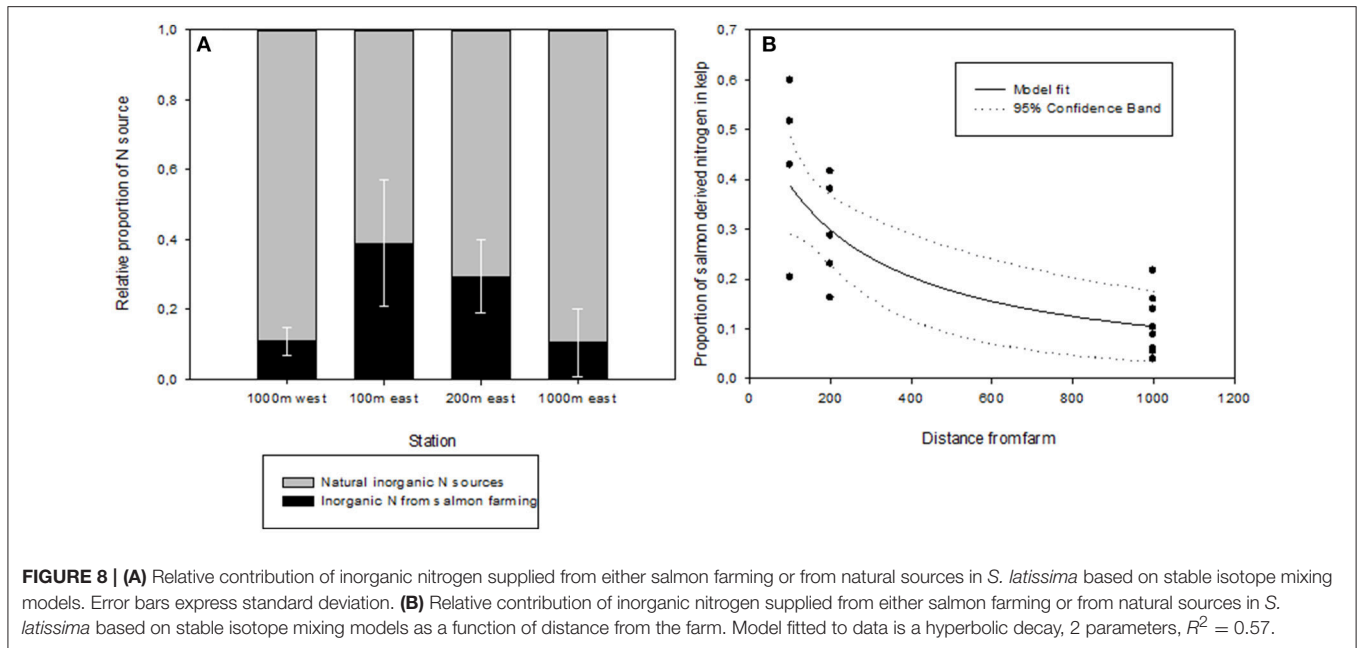 A
1,0
0,8
0,6
0,4
0,2
0,0
Relative proportion of N source
1000m west 100m east 200m east 1000m east
Station
Natural inorganic N sources
Inorganic N from salmon farming
B
0,7
0,6
0,5
0,4
0,3
0,2
0,1
0,0
Proportion of salmon derived nitrogen in kelp
Model fit
95% Confidence Band
0 200 400 600 800 1000 1200
Distance from farm
FIGURE 8 | (A) Relative contribution of inorganic nitrogen supplied from either salmon farming or from natural sources in S. latissima based on stable isotope mixing
models. Error bars express standard deviation. (B) Relative contribution of inorganic nitrogen supplied from either salmon farming or from natural sources in S.
latissima based on stable isotope mixing models as a function of distance from the farm. Model fitted to data is a hyperbolic decay, 2 parameters, R² = 0.57.